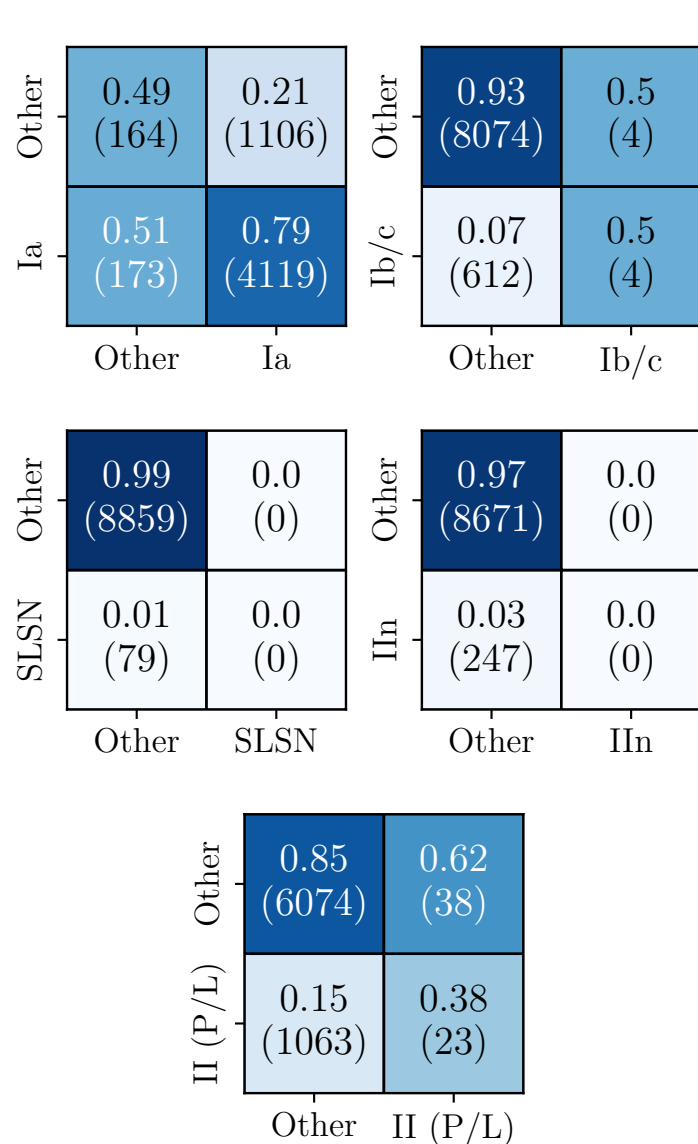 Other
0.49
(164)
0.21
(1106)
Ia
0.51
(173)
0.79
(4119)
Other
Ia
Other
0.93
(8074)
0.5
(4)
Ib/c
0.07
(612)
0.5
(4)
Other
Ib/c
Other
0.99
(8859)
0.0
(0)
SLSN
0.01
(79)
0.0
(0)
Other
SLSN
Other
0.97
(8671)
0.0
(0)
IIn
0.03
(247)
0.0
(0)
Other
IIn
Other
0.85
(6074)
0.62
(38)
II (P/L)
0.15
(1063)
0.38
(23)
Other
II (P/L)